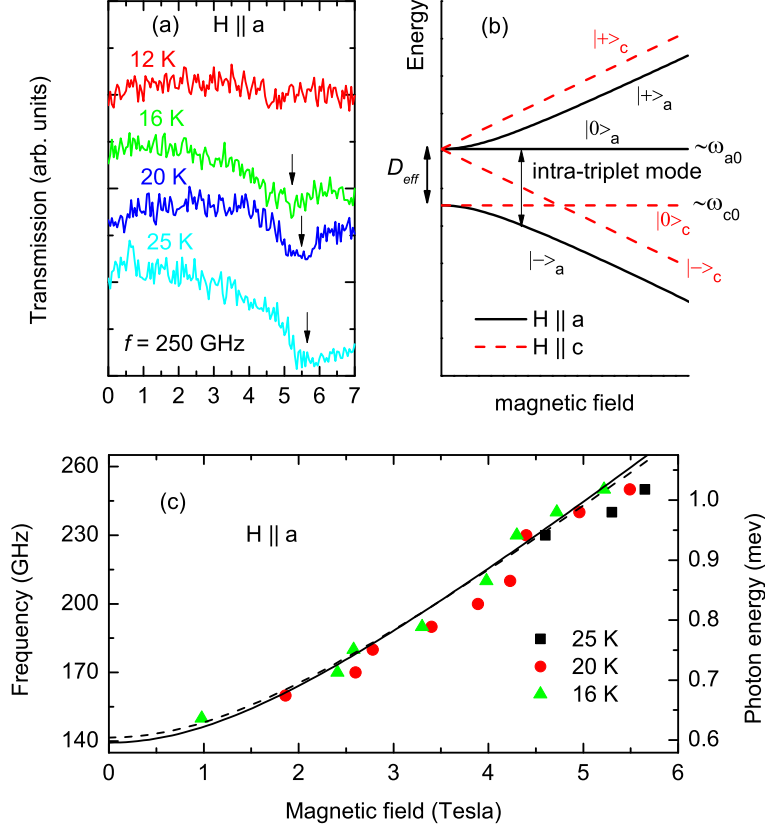 (a) H || a
12 K
16 K
20 K
25 K
f = 250 GHz
0 1 2 3 4 5 6 7
Transmission (arb. units)
(b)
Energy
|+>c
|+>a
|0>a
~ωa0
Deff
intra-triplet mode
~ωc0
|0>c
|->a
|->c
H || a
H || c
magnetic field
(c)
H || a
260
230
200
170
140
Frequency (GHz)
1.0
0.9
0.8
0.7
0.6
Photon energy (mev)
25 K
20 K
16 K
0 1 2 3 4 5 6
Magnetic field (Tesla)